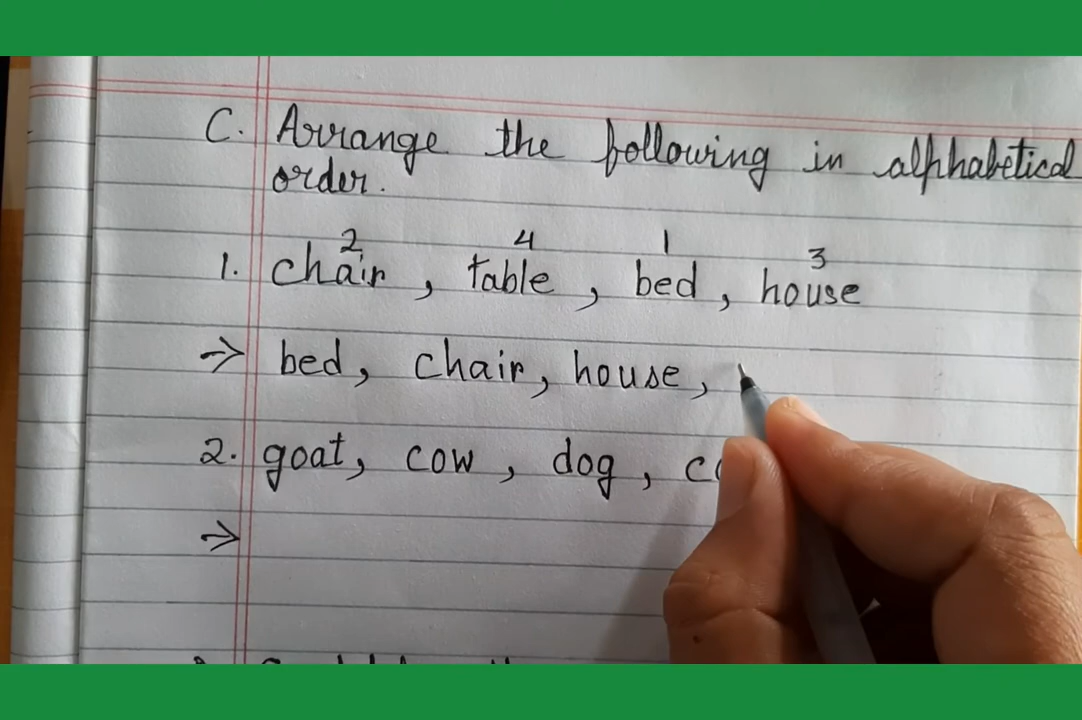 C. Arrange the following in alphabetical
order.
2 4 1 3
1. chair, table, bed, house
→ bed, chair, house,
2. goat, cow, dog,
→